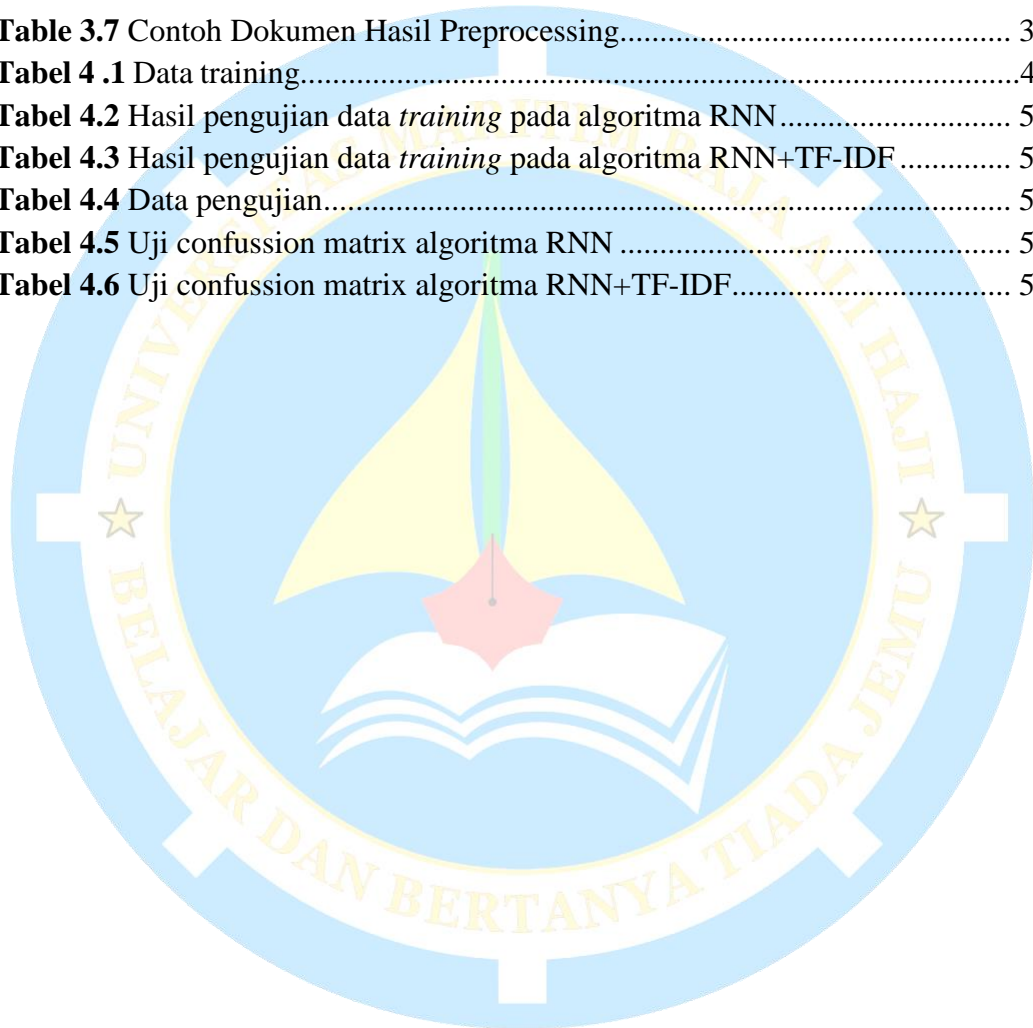 Table 3.7 Contoh Dokumen Hasil Preprocessing.................................................................... 3
Tabel 4 .1 Data training............................................................................................................4
Tabel 4.2 Hasil pengujian data training pada algoritma RNN........................................ 5
Tabel 4.3 Hasil pengujian data training pada algoritma RNN+TF-IDF.................... 5
Tabel 4.4 Data pengujian......................................................................................................... 5
Tabel 4.5 Uji confussion matrix algoritma RNN .................................................................. 5
Tabel 4.6 Uji confussion matrix algoritma RNN+TF-IDF................................................. 5
UNIVERSITAS MARITIM RAJA ALI HAJI
BELAJAR DAN BERTANYA TIADA JEMU